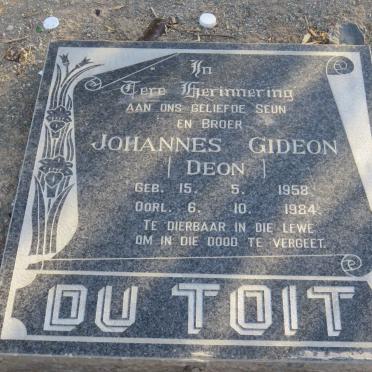 In
Tere Herinnering
AAN ONS GELIEFDE SEUN
EN BROER
JOHANNES GIDEON
[ DEON ]
GEB. 15. 5. 1958.
OORL. 6. 10. 1984.
TE DIERBAAR IN DIE LEWE
OM IN DIE DOOD TE VERGEET.
DU TOIT